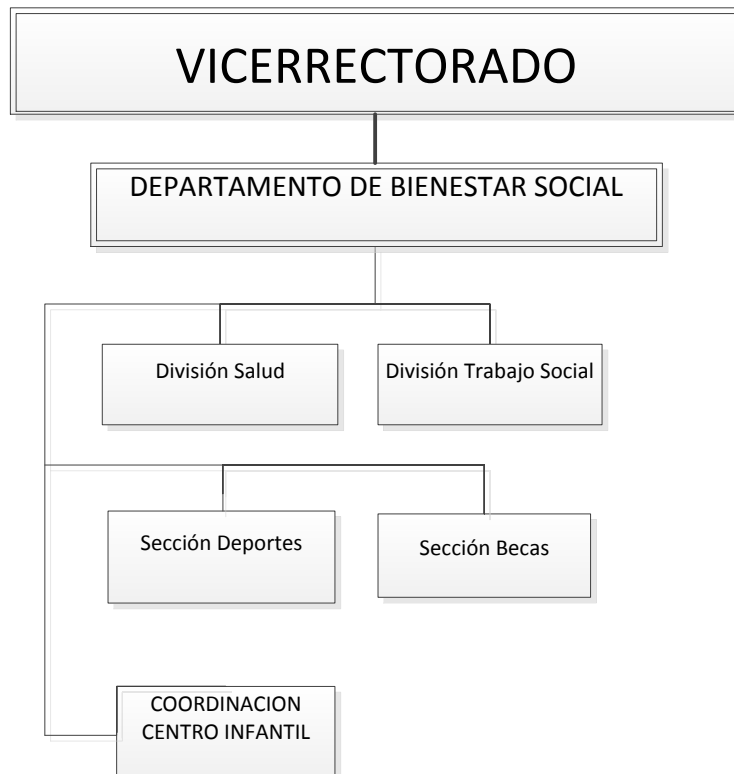 VICERRECTORADO
DEPARTAMENTO DE BIENESTAR SOCIAL
División Salud
División Trabajo Social
Sección Deportes
Sección Becas
COORDINACION
CENTRO INFANTIL